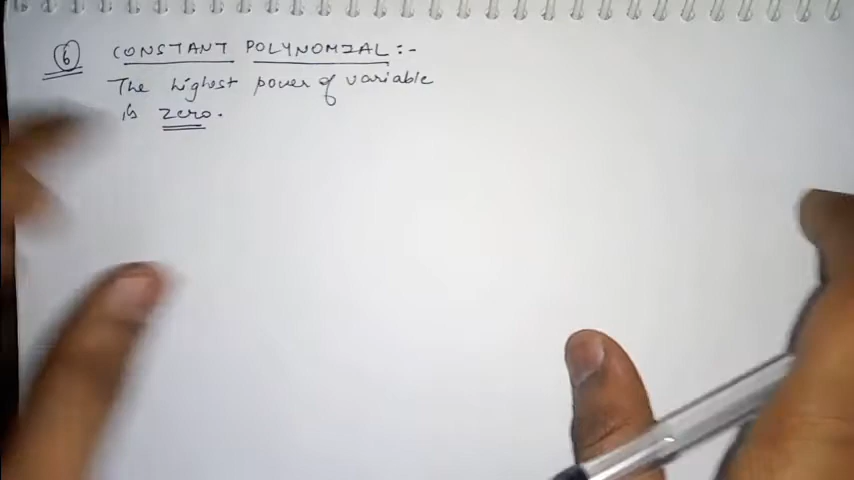 6 CONSTANT POLYNOMIAL :-
The highest power of variable
is zero.